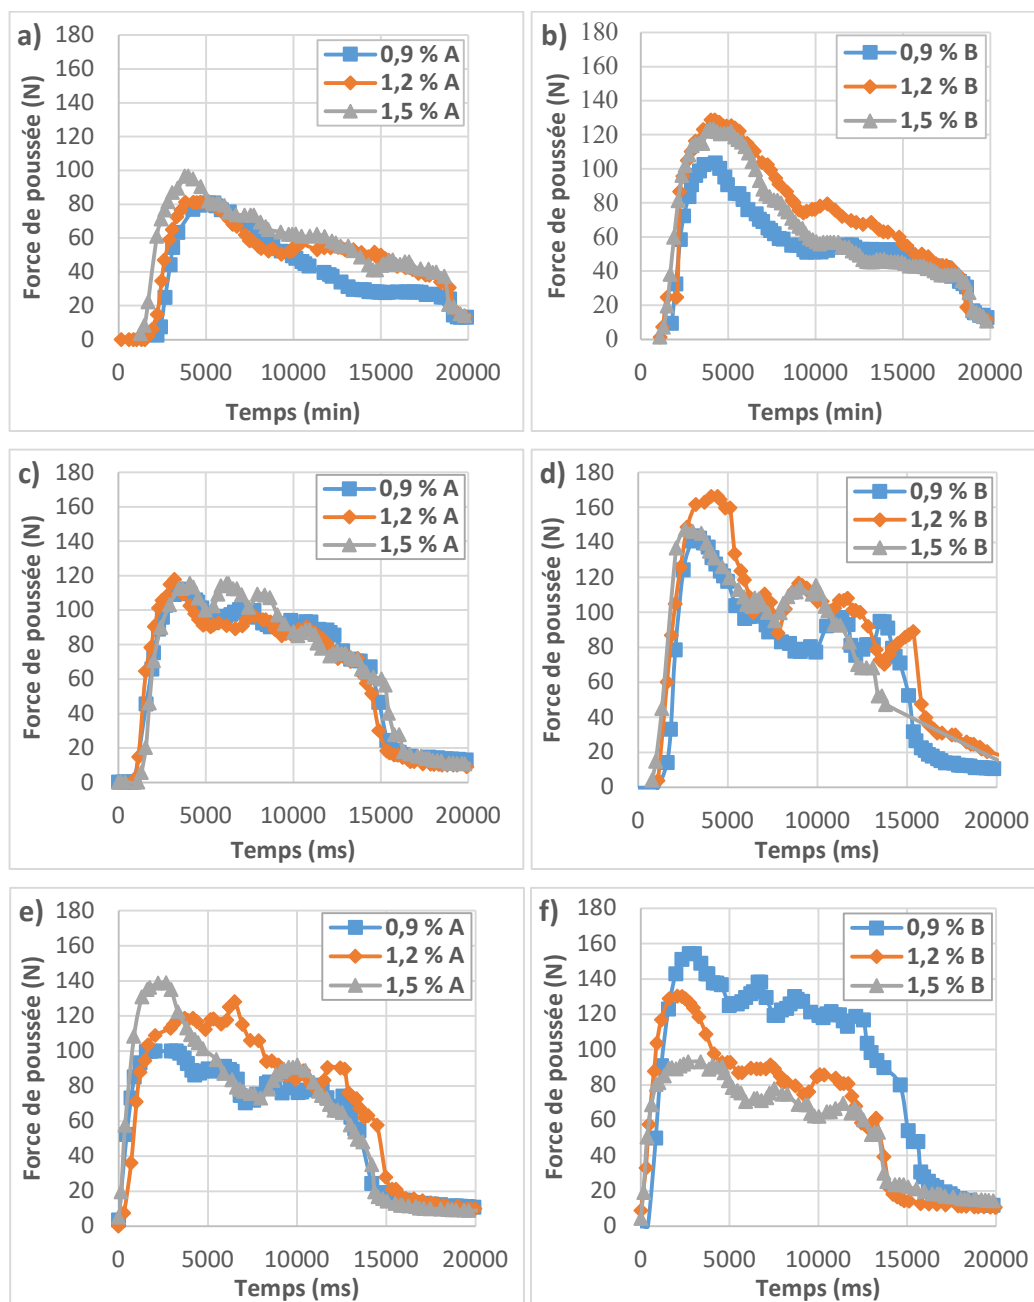 a)
Force de poussée (N)
180
160
140
120
100
80
60
40
20
0
0,9 % A
1,2 % A
1,5 % A
0 5000 10000 15000 20000
Temps (min)
b)
Force de poussée (N)
180
160
140
120
100
80
60
40
20
0
0,9 % B
1,2 % B
1,5 % B
0 5000 10000 15000 20000
Temps (min)
c)
Force de poussée (N)
180
160
140
120
100
80
60
40
20
0
0,9 % A
1,2 % A
1,5 % A
0 5000 10000 15000 20000
Temps (ms)
d)
Force de poussée (N)
180
160
140
120
100
80
60
40
20
0
0,9 % B
1,2 % B
1,5 % B
0 5000 10000 15000 20000
Temps (ms)
e)
Force de poussée (N)
180
160
140
120
100
80
60
40
20
0
0,9 % A
1,2 % A
1,5 % A
0 5000 10000 15000 20000
Temps (ms)
f)
Force de poussée (N)
180
160
140
120
100
80
60
40
20
0
0,9 % B
1,2 % B
1,5 % B
0 5000 10000 15000 20000
Temps (ms)